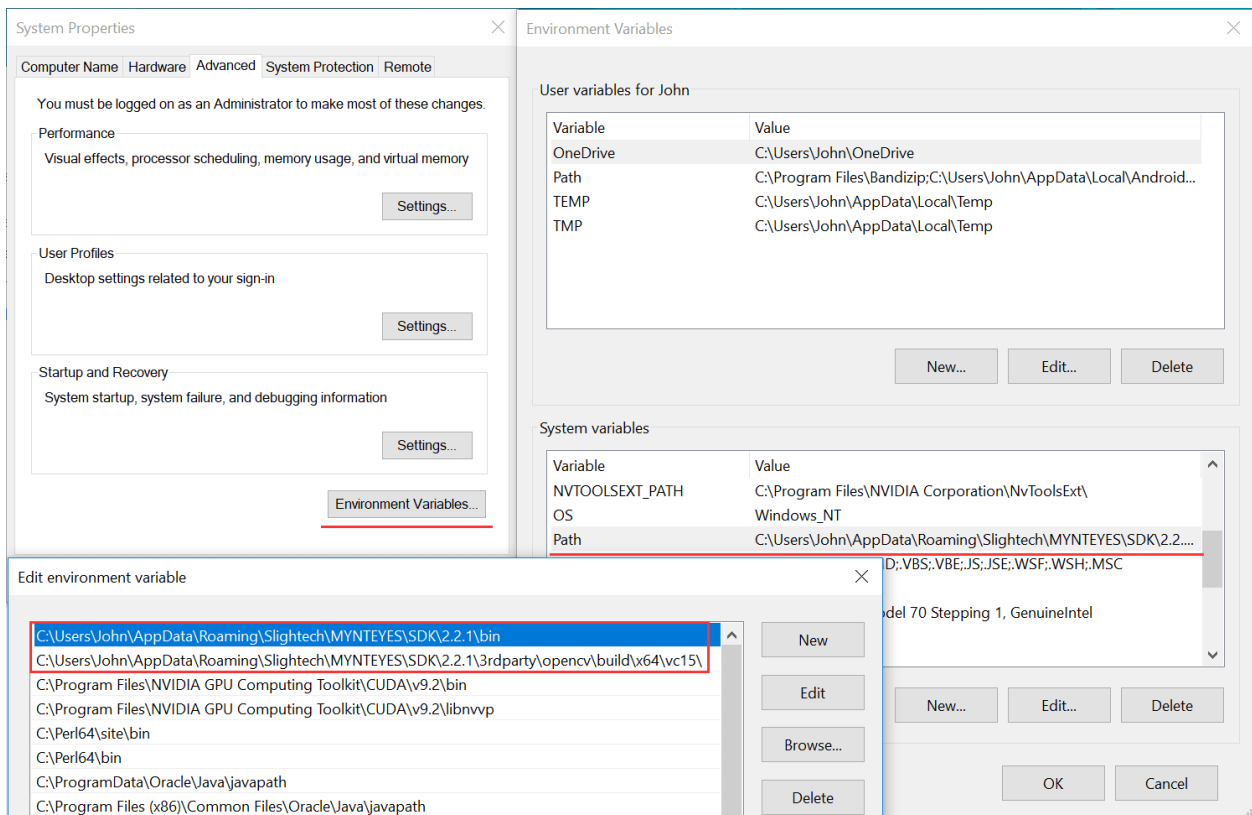 System Properties
Computer Name Hardware Advanced System Protection Remote
You must be logged on as an Administrator to make most of these changes.
Performance
Visual effects, processor scheduling, memory usage, and virtual memory
Settings...
User Profiles
Desktop settings related to your sign-in
Settings...
Startup and Recovery
System startup, system failure, and debugging information
Settings...
Environment Variables...
Environment Variables
User variables for John
Variable Value
OneDrive C:\Users\John\OneDrive
Path C:\Program Files\Bandizip;C:\Users\John\AppData\Local\Android...
TEMP C:\Users\John\AppData\Local\Temp
TMP C:\Users\John\AppData\Local\Temp
New... Edit... Delete
System variables
Variable Value
NVTOOLSEXT_PATH C:\Program Files\NVIDIA Corporation\NvToolsExt\
OS Windows_NT
Path C:\Users\John\AppData\Roaming\Slightech\MYNTEYES\SDK\2.2....
D;.VBS;.VBE;.JS;.JSE;.WSF;.WSH;.MSC
del 70 Stepping 1, GenuineIntel
New... Edit... Delete
OK Cancel
Edit environment variable
C:\Users\John\AppData\Roaming\Slightech\MYNTEYES\SDK\2.2.1\bin
C:\Users\John\AppData\Roaming\Slightech\MYNTEYES\SDK\2.2.1\3rdparty\opencv\build\x64\vc15\
C:\Program Files\NVIDIA GPU Computing Toolkit\CUDA\v9.2\bin
C:\Program Files\NVIDIA GPU Computing Toolkit\CUDA\v9.2\libnvvp
C:\Perl64\site\bin
C:\Perl64\bin
C:\ProgramData\Oracle\Java\javapath
C:\Program Files (x86)\Common Files\Oracle\Java\javapath
New
Edit
Browse...
Delete